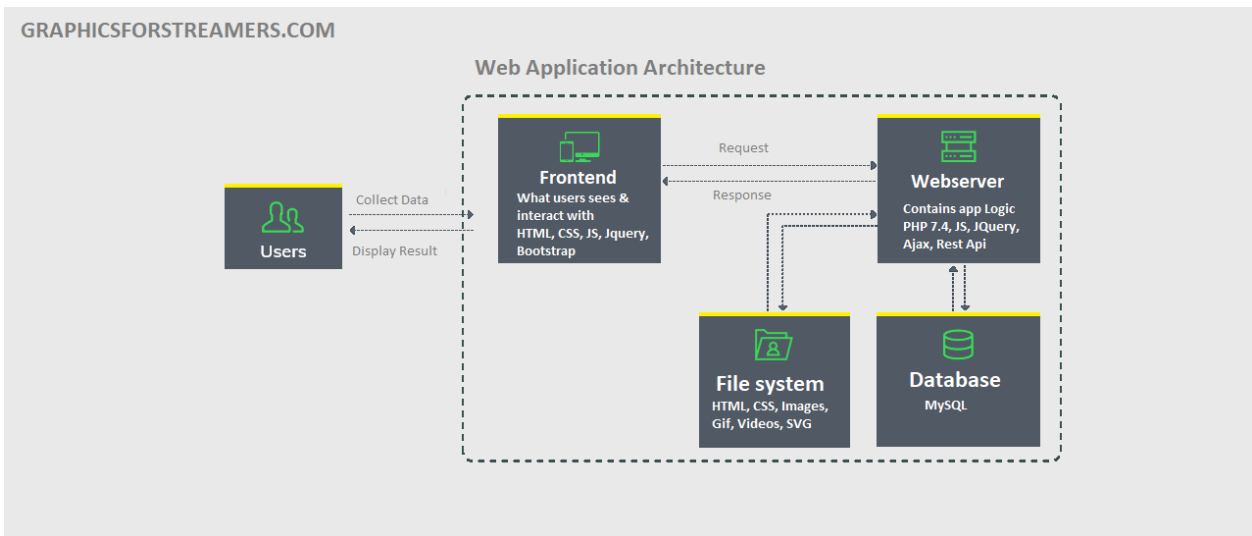 GRAPHICSFORSTREAMERS.COM
Web Application Architecture
Users
Collect Data
Display Result
Frontend
What users sees &
interact with
HTML, CSS, JS, Jquery,
Bootstrap
Request
Response
Webserver
Contains app Logic
PHP 7.4, JS, JQuery,
Ajax, Rest Api
File system
HTML, CSS, Images,
Gif, Videos, SVG
Database
MySQL